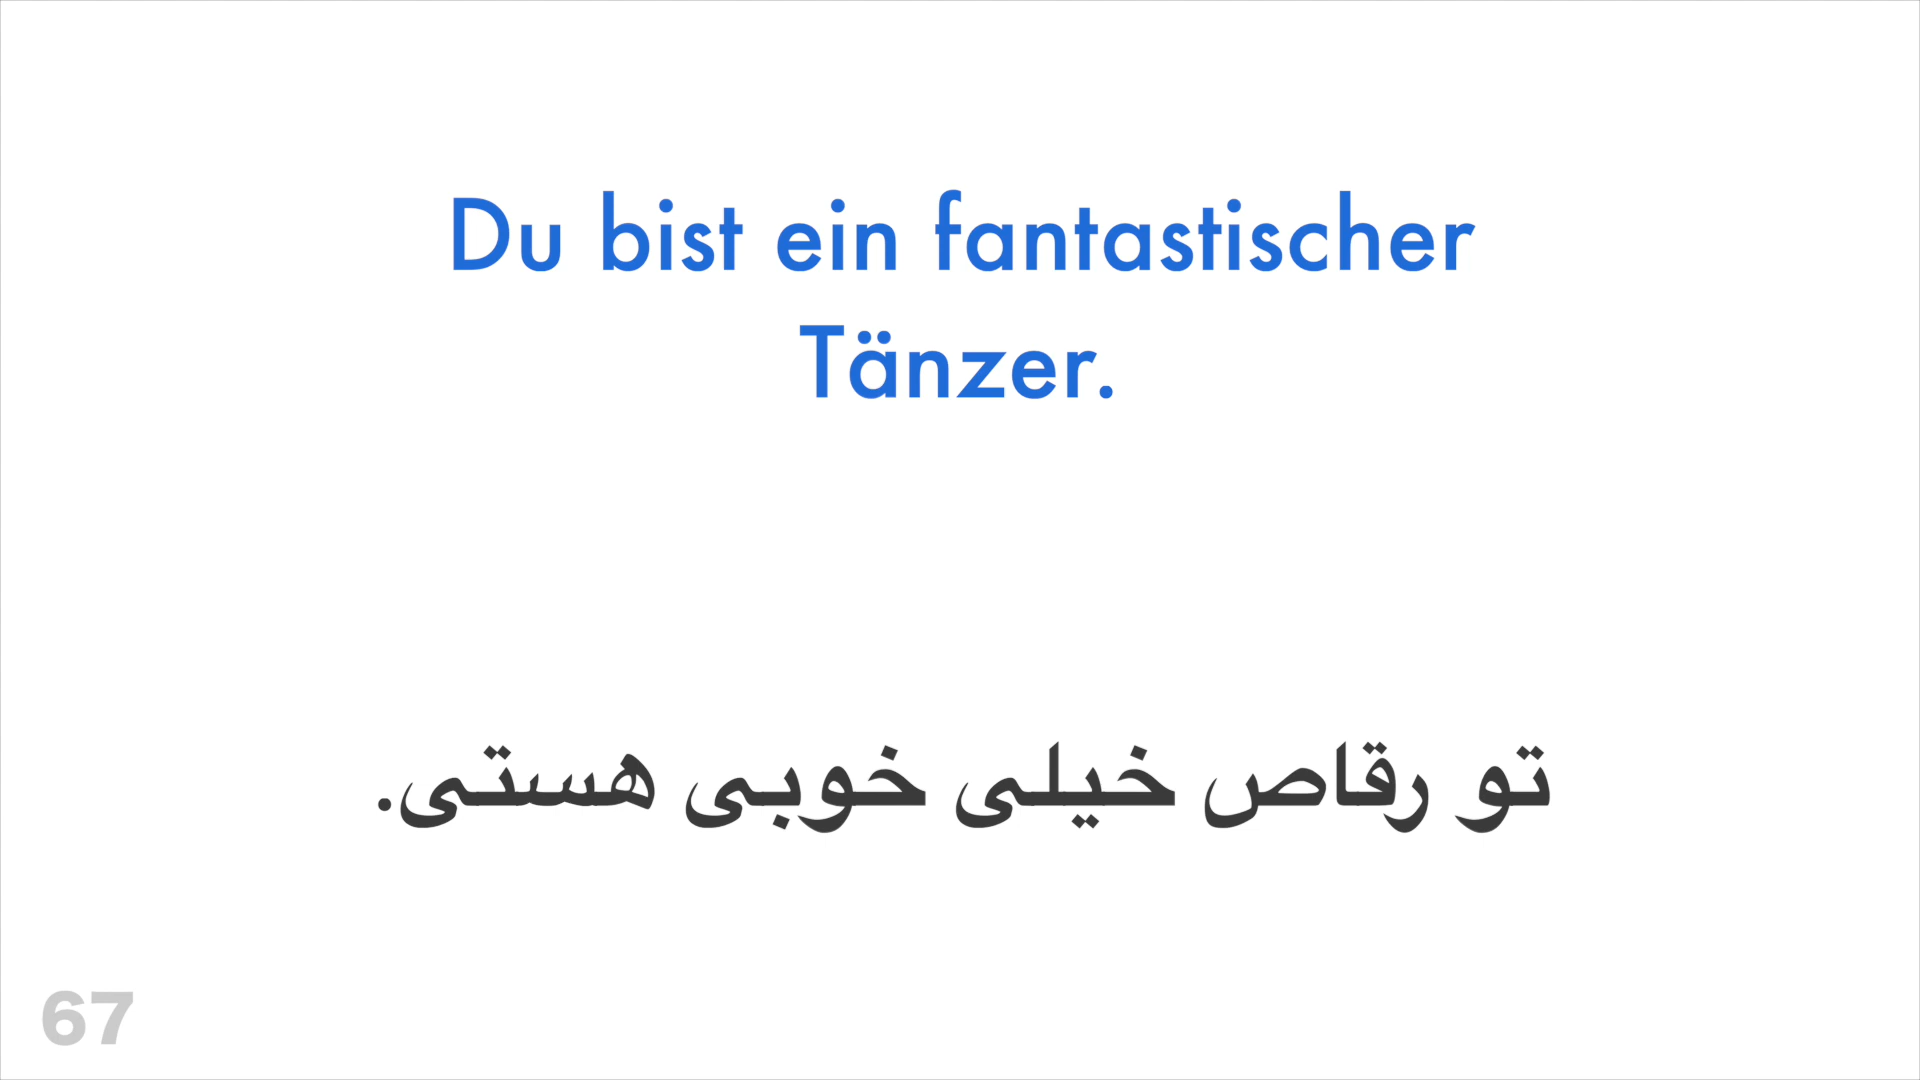 Du bist ein fantastischer
Tänzer.
تو رقاص خیلی خوبی هستی.
67